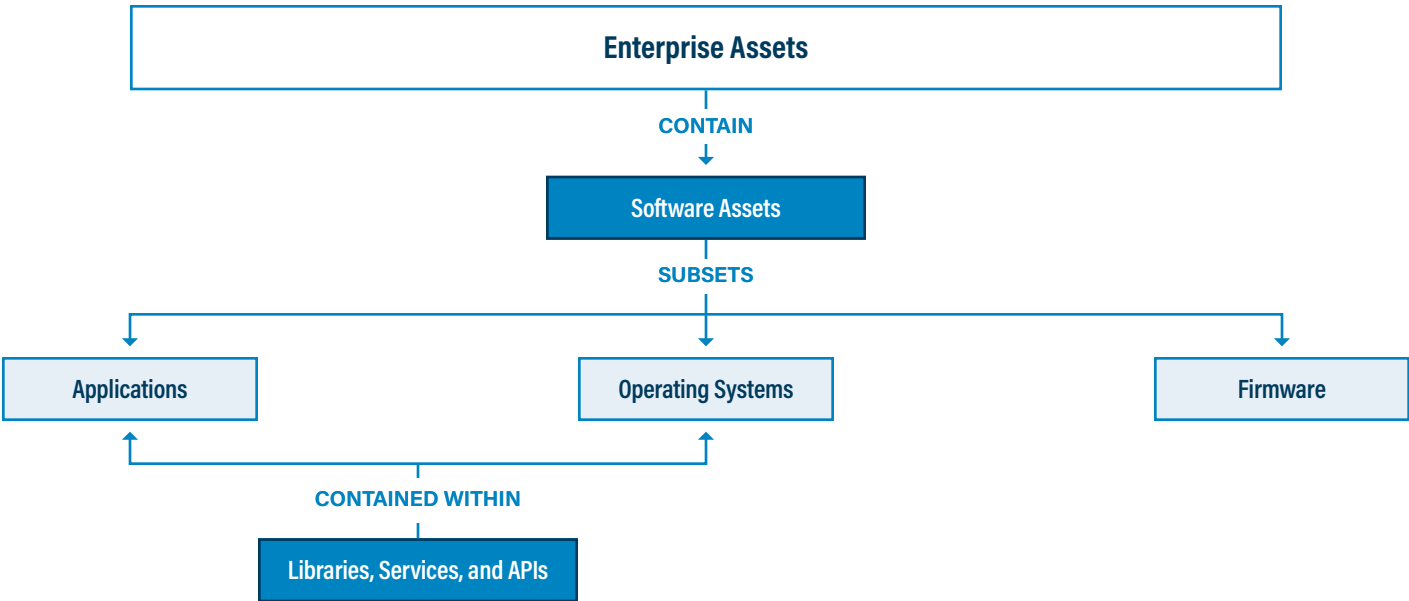 Enterprise Assets
CONTAIN
Software Assets
SUBSETS
Applications
Operating Systems
Firmware
CONTAINED WITHIN
Libraries, Services, and APIs